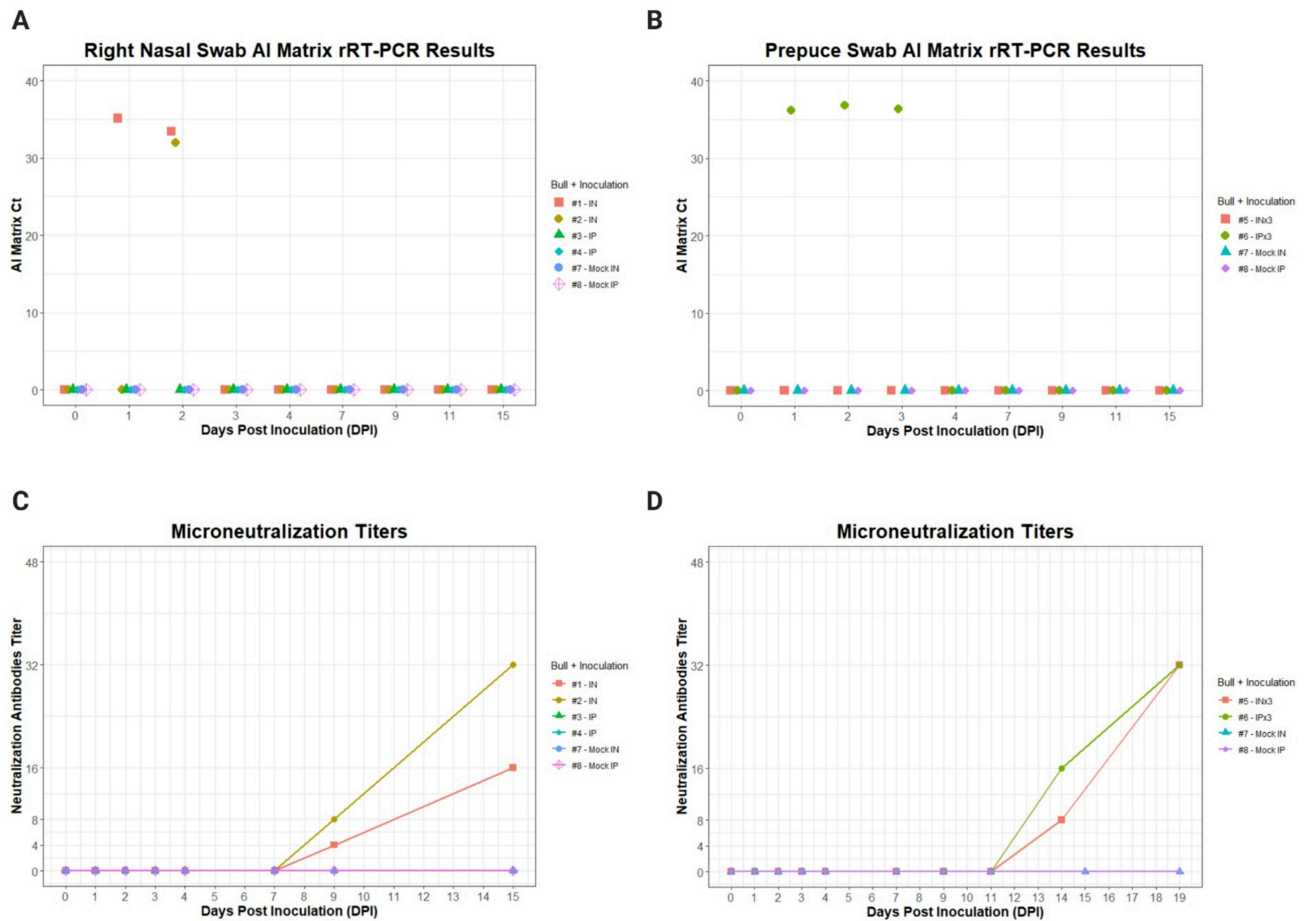 A
Right Nasal Swab AI Matrix rRT-PCR Results
AI Matrix Ct
40
30
20
10
0
0 1 2 3 4 7 9 11 15
Days Post Inoculation (DPI)
Bull + Inoculation
#1 - IN
#2 - IN
#3 - IP
#4 - IP
#7 - Mock IN
#8 - Mock IP
B
Prepuce Swab AI Matrix rRT-PCR Results
AI Matrix Ct
40
30
20
10
0
0 1 2 3 4 7 9 11 15
Days Post Inoculation (DPI)
Bull + Inoculation
#5 - INx3
#6 - IPx3
#7 - Mock IN
#8 - Mock IP
C
Microneutralization Titers
Neutralization Antibodies Titer
48
32
16
8
4
0
0 1 2 3 4 5 6 7 8 9 10 11 12 13 14 15
Days Post Inoculation (DPI)
Bull + Inoculation
#1 - IN
#2 - IN
#3 - IP
#4 - IP
#7 - Mock IN
#8 - Mock IP
D
Microneutralization Titers
Neutralization Antibodies Titer
48
32
16
8
4
0
0 1 2 3 4 5 6 7 8 9 10 11 12 13 14 15 16 17 18 19
Days Post Inoculation (DPI)
Bull + Inoculation
#5 - INx3
#6 - IPx3
#7 - Mock IN
#8 - Mock IP